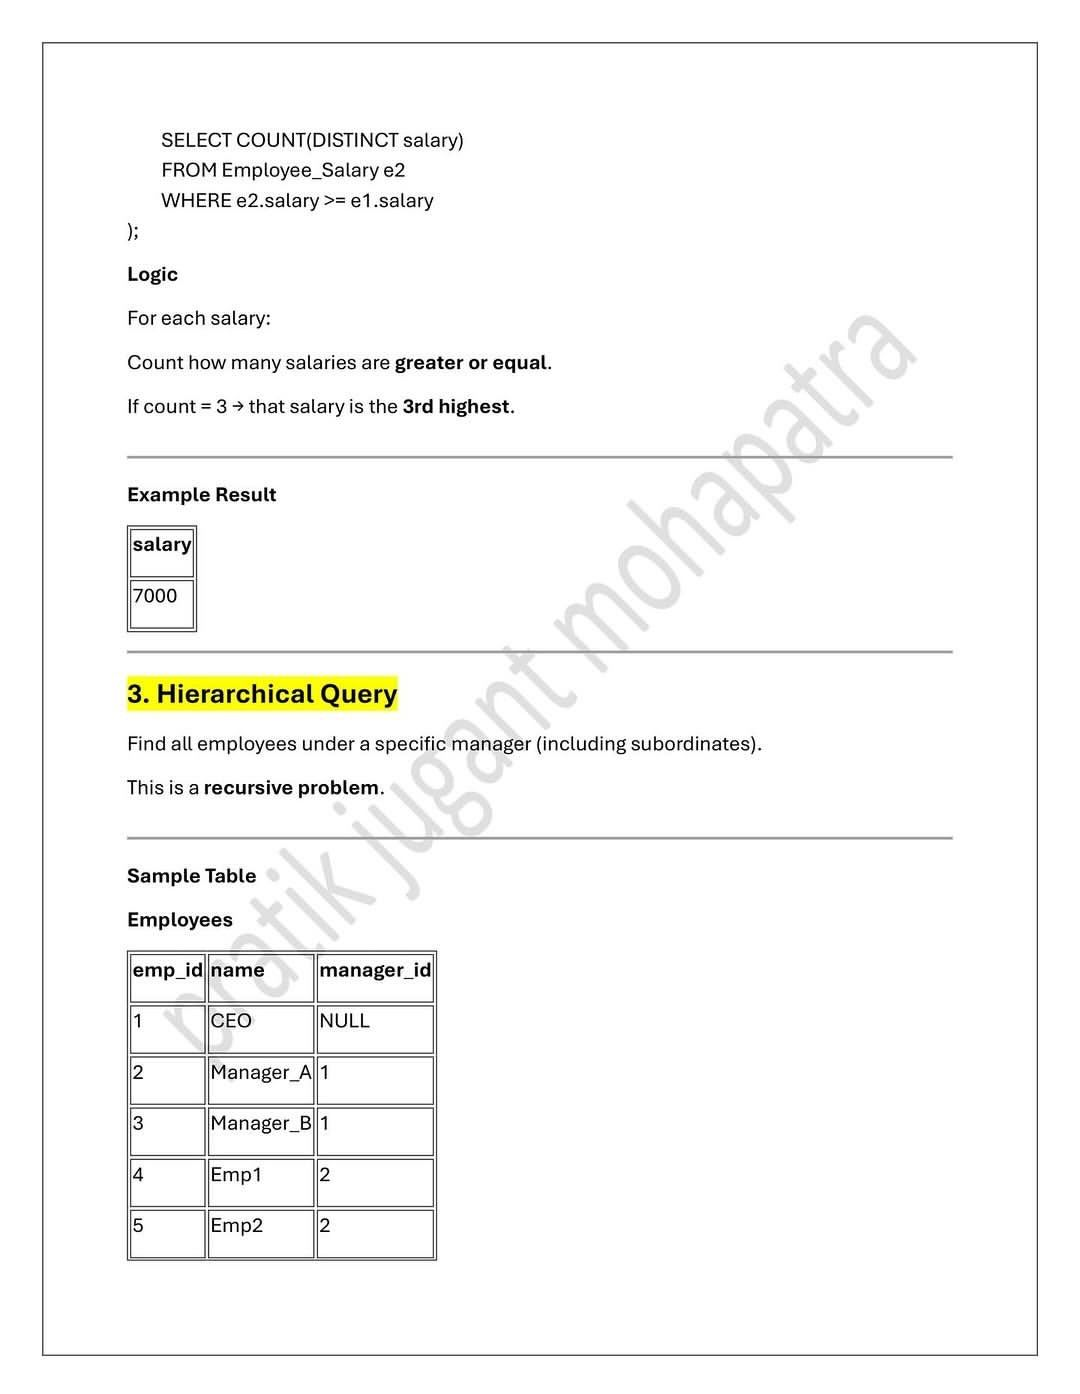 SELECT COUNT(DISTINCT salary)
FROM Employee_Salary e2
WHERE e2.salary >= e1.salary
);
Logic
For each salary:
Count how many salaries are greater or equal.
If count = 3 → that salary is the 3rd highest.
Example Result
salary
7000
3. Hierarchical Query
Find all employees under a specific manager (including subordinates).
This is a recursive problem.
Sample Table
Employees
emp_id name manager_id
1 CEO NULL
2 Manager_A 1
3 Manager_B 1
4 Emp1 2
5 Emp2 2
pratik jugant mohapatra